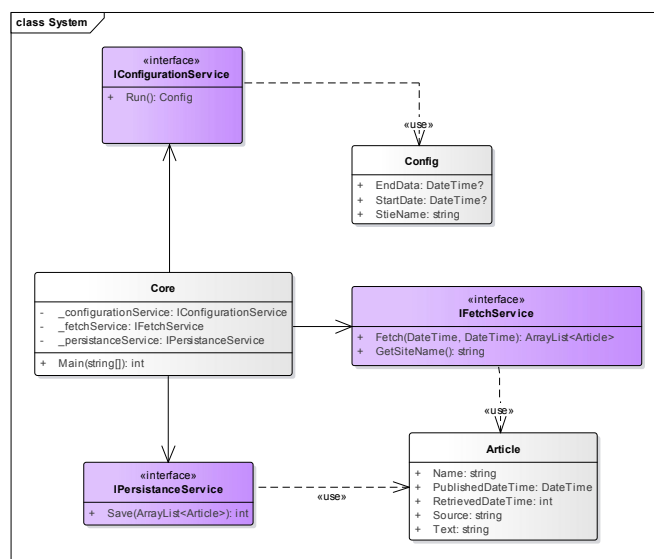 class System
«interface»
IConfigurationService
+ Run(): Config
«use»
Config
+ EndData: DateTime?
+ StartDate: DateTime?
+ StieName: string
Core
- _configurationService: IConfigurationService
- _fetchService: IFetchService
- _persistanceService: IPersistanceService
+ Main(string[]): int
«interface»
IFetchService
+ Fetch(DateTime, DateTime): ArrayList<Article>
+ GetSiteName(): string
«use»
«interface»
IPersistanceService
+ Save(ArrayList<Article>): int
«use»
Article
+ Name: string
+ PublishedDateTime: DateTime
+ RetrievedDateTime: int
+ Source: string
+ Text: string